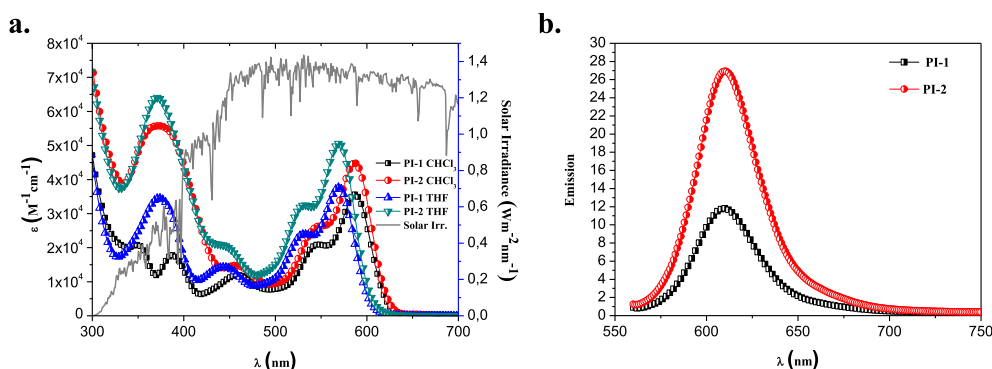 a.
8x10⁴
7x10⁴
6x10⁴
5x10⁴
4x10⁴
3x10⁴
2x10⁴
1x10⁴
0
ε (M⁻¹cm⁻¹)
300 400 500 600 700
λ (nm)
1,4
1,2
1,0
0,8
0,6
0,4
0,2
0,0
Solar Irradiance (Wm⁻² nm⁻¹)
PI-1 CHCl₃
PI-2 CHCl₃
PI-1 THF
PI-2 THF
Solar Irr.
b.
30
28
26
24
22
20
18
16
14
12
10
8
6
4
2
0
Emission
550 600 650 700 750
λ (nm)
PI-1
PI-2